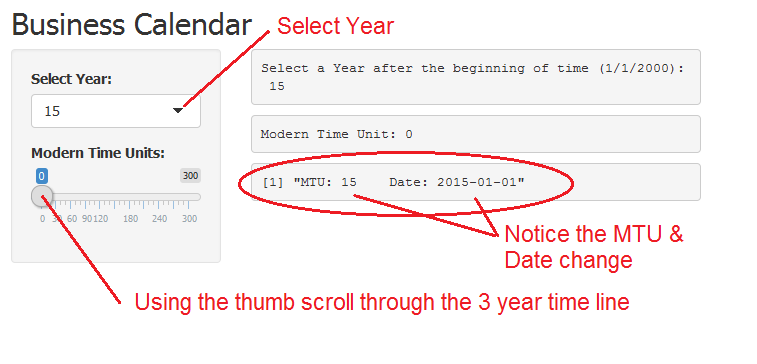 Business Calendar
Select Year
Select Year:
15
Modern Time Units:
0
300
0 30 60 90 120 180 240 300
Select a Year after the beginning of time (1/1/2000):
15
Modern Time Unit: 0
[1] "MTU: 15    Date: 2015-01-01"
Notice the MTU &
Date change
Using the thumb scroll through the 3 year time line